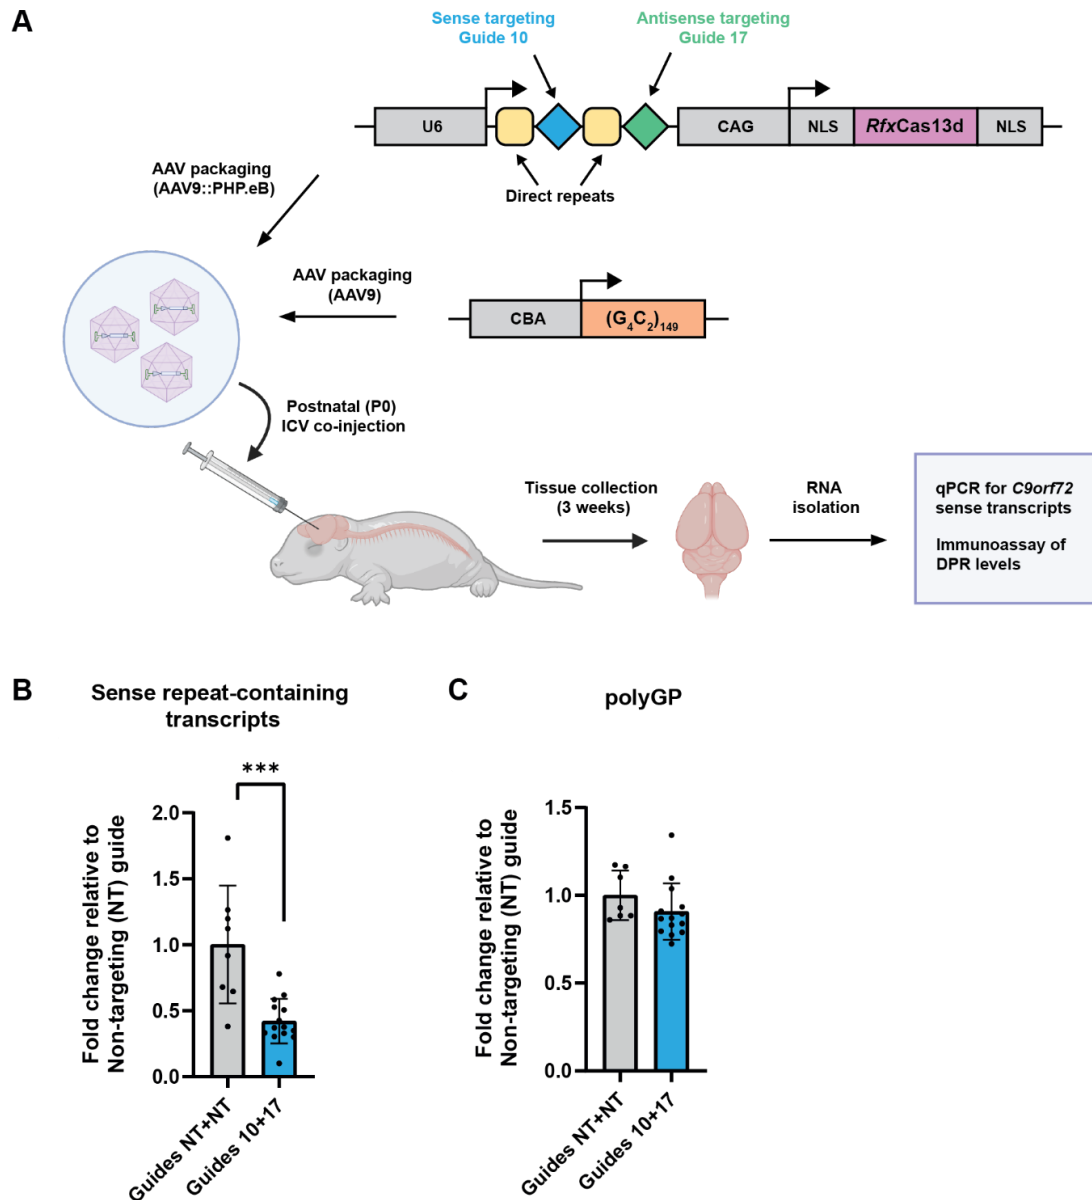 A
Sense targeting
Guide 10
Antisense targeting
Guide 17
U6
CAG
NLS
RfxCas13d
NLS
Direct repeats
AAV packaging
(AAV9::PHP.eB)
AAV packaging
(AAV9)
CBA
(G4C2)149
Postnatal (P0)
ICV co-injection
Tissue collection
(3 weeks)
RNA
isolation
qPCR for C9orf72
sense transcripts
Immunoassay of
DPR levels
B
Sense repeat-containing
transcripts
***
Fold change relative to
Non-targeting (NT) guide
2.0
1.5
1.0
0.5
0.0
Guides NT+NT
Guides 10+17
C
polyGP
Fold change relative to
Non-targeting (NT) guide
1.5
1.0
0.5
0.0
Guides NT+NT
Guides 10+17